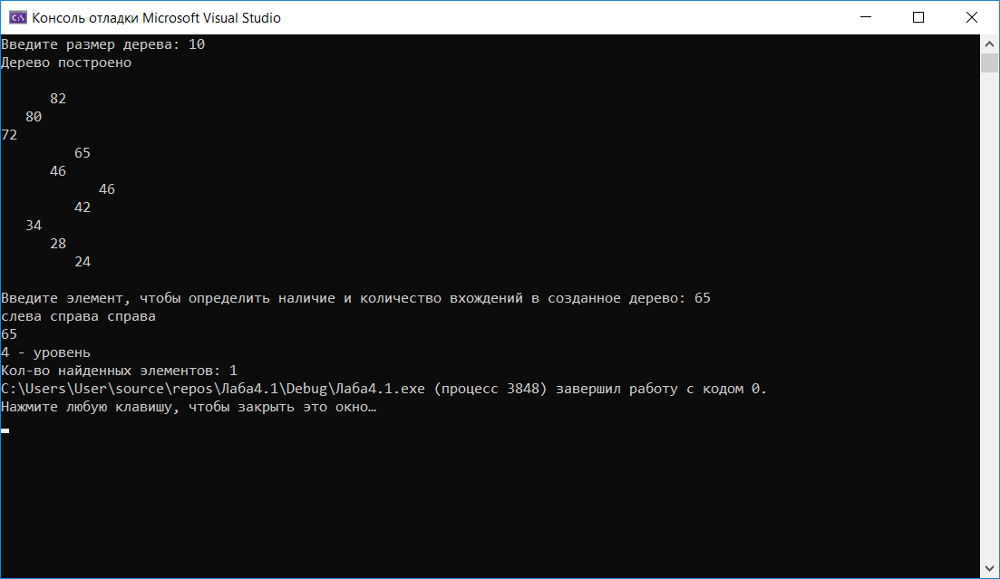 Консоль отладки Microsoft Visual Studio
Введите размер дерева: 10
Дерево построено
82
80
72
65
46
46
42
34
28
24
Введите элемент, чтобы определить наличие и количество вхождений в созданное дерево: 65
слева справа справа
65
4 - уровень
Кол-во найденных элементов: 1
C:\Users\User\source\repos\Лаба4.1\Debug\Лаба4.1.exe (процесс 3848) завершил работу с кодом 0.
Нажмите любую клавишу, чтобы закрыть это окно…